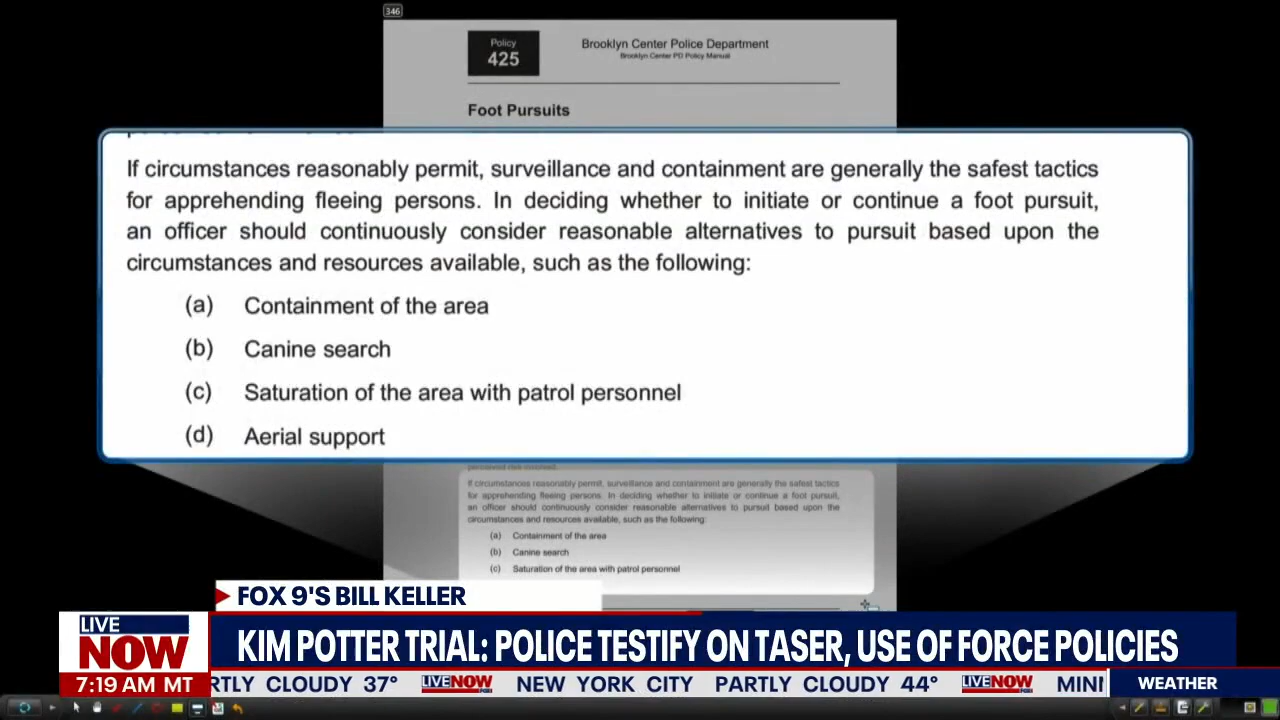 346
Policy
425
Brooklyn Center Police Department
Brooklyn Center PD Policy Manual
Foot Pursuits
If circumstances reasonably permit, surveillance and containment are generally the safest tactics
for apprehending fleeing persons. In deciding whether to initiate or continue a foot pursuit,
an officer should continuously consider reasonable alternatives to pursuit based upon the
circumstances and resources available, such as the following:
(a) Containment of the area
(b) Canine search
(c) Saturation of the area with patrol personnel
(d) Aerial support
perceived risk involved.
If circumstances reasonably permit, surveillance and containment are generally the safest tactics
for apprehending fleeing persons. In deciding whether to initiate or continue a foot pursuit,
an officer should continuously consider reasonable alternatives to pursuit based upon the
circumstances and resources available, such as the following:
(a) Containment of the area
(b) Canine search
(c) Saturation of the area with patrol personnel
FOX 9'S BILL KELLER
LIVE
NOW
KIM POTTER TRIAL: POLICE TESTIFY ON TASER, USE OF FORCE POLICIES
7:19 AM MT
RTLY CLOUDY 37° LIVENOW FOX NEW YORK CITY PARTLY CLOUDY 44° LIVENOW FOX MINI
WEATHER